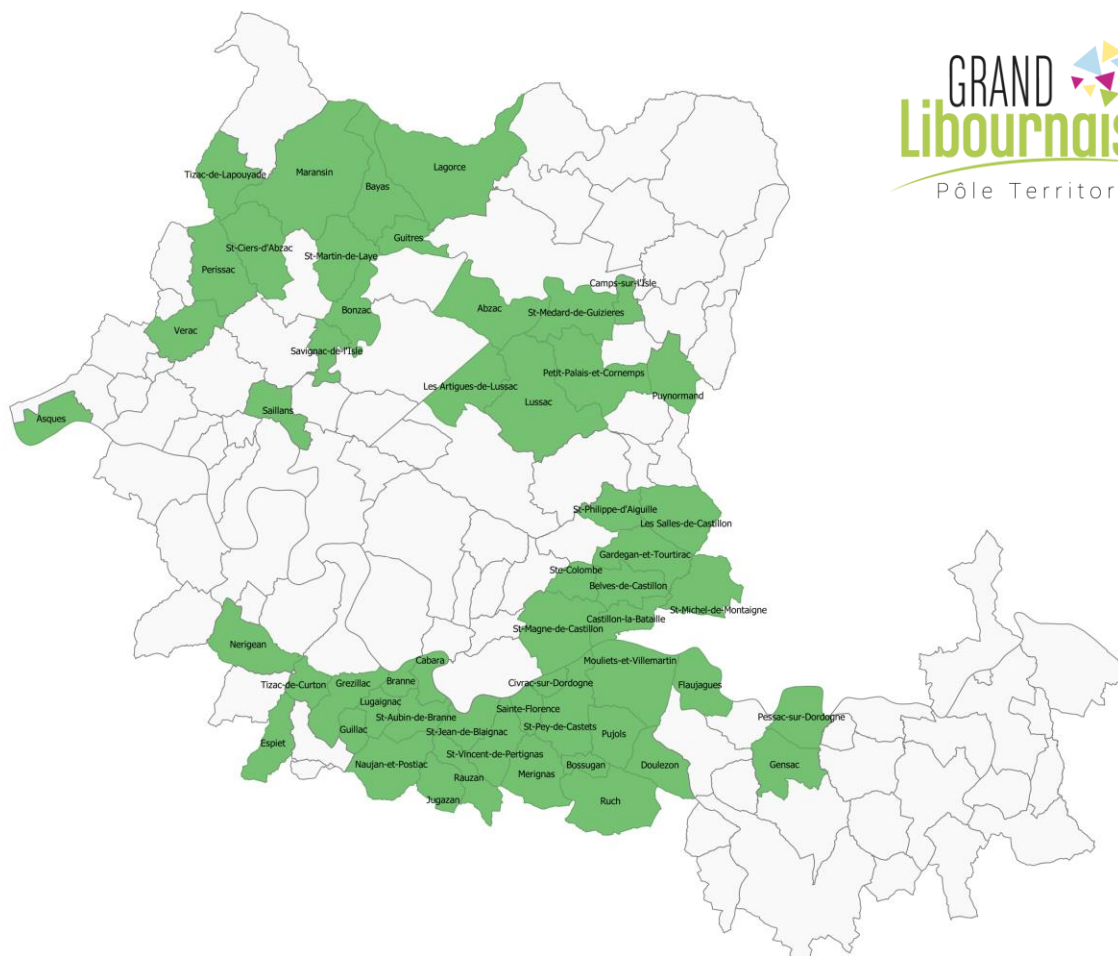 GRAND
Libournais
Pôle Territor
Lagorce
Maransin
Tizac-de-Lapouyade
Bayas
Guitres
St-Ciers-d'Abzac
St-Martin-de-Laye
Perissac
Camps-sur-l'Isle
Abzac
Bonzac
St-Medard-de-Guizieres
Verac
Savignac-de-l'Isle
Petit-Palais-et-Cornemps
Les Artigues-de-Lussac
Puynormand
Lussac
Saillans
Asques
St-Philippe-d'Aiguille
Les Salles-de-Castillon
Gardegan-et-Tourtirac
Ste-Colombe
Belves-de-Castillon
St-Michel-de-Montaigne
Castillon-la-Bataille
St-Magne-de-Castillon
Nerigean
Cabara
Mouliets-et-Villemartin
Tizac-de-Curton
Grezillac
Branne
Civrac-sur-Dordogne
Flaujagues
Lugaignac
Sainte-Florence
St-Aubin-de-Branne
Pessac-sur-Dordogne
Guillac
St-Jean-de-Blaignac
St-Pey-de-Castets
Pujols
Espiet
St-Vincent-de-Pertignas
Naujan-et-Postiac
Bossugan
Doulezon
Gensac
Rauzan
Merignas
Jugazan
Ruch